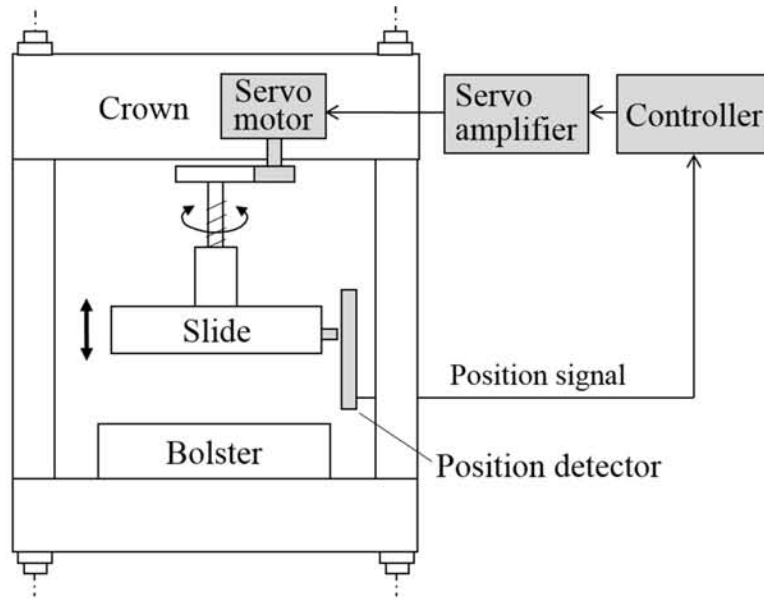 Crown
Servo
motor
Servo
amplifier
Controller
Slide
Position signal
Bolster
Position detector